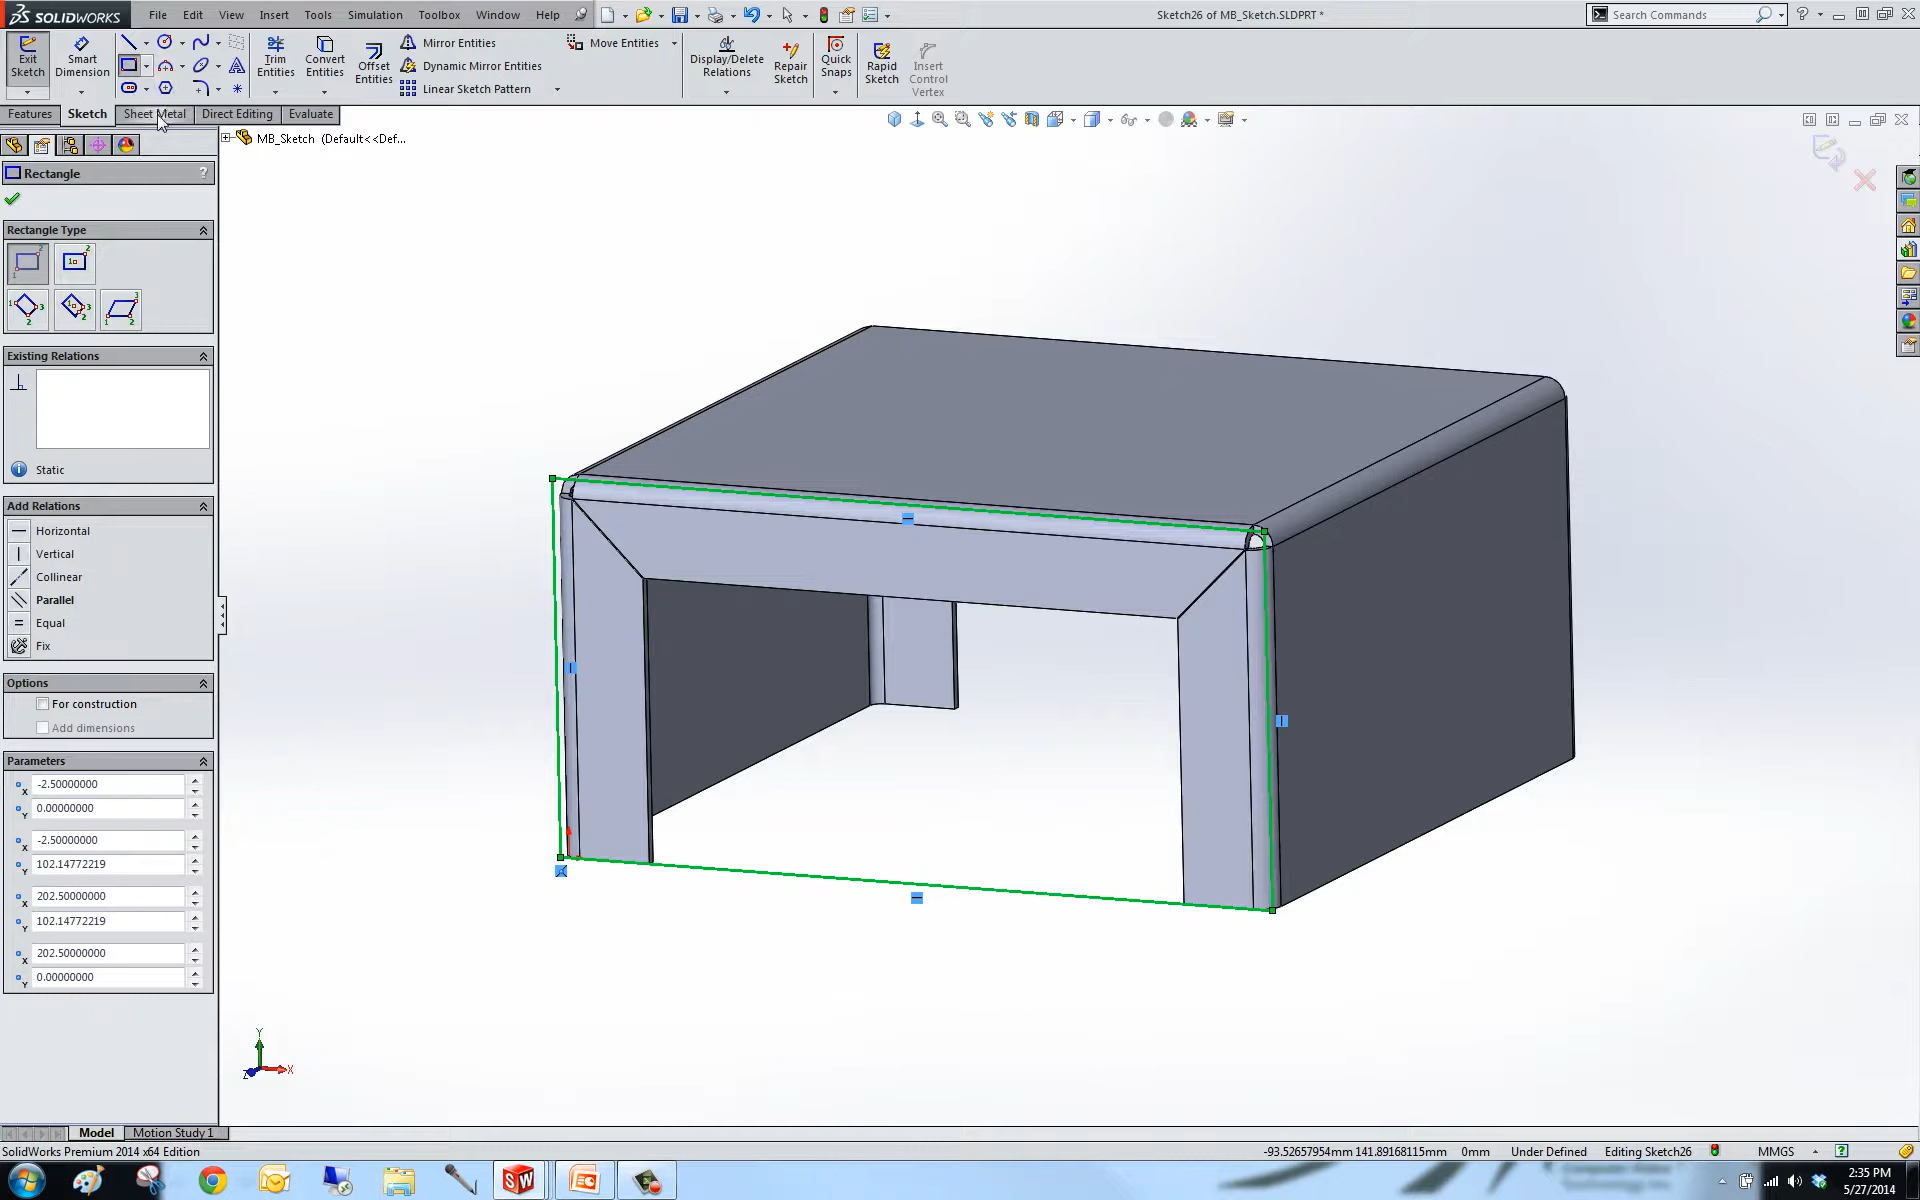 SOLIDWORKS File Edit View Insert Tools Simulation Toolbox Window Help Sketch26 of MB_Sketch.SLDPRT * Search Commands
Exit Sketch
Smart Dimension
Trim Entities
Convert Entities
Offset Entities
Mirror Entities
Dynamic Mirror Entities
Linear Sketch Pattern
Move Entities
Display/Delete Relations
Repair Sketch
Quick Snaps
Rapid Sketch
Insert Control Vertex
Features Sketch Sheet Metal Direct Editing Evaluate
MB_Sketch (Default<<Def...
Rectangle ?
Rectangle Type
Existing Relations
Static
Add Relations
Horizontal
Vertical
Collinear
Parallel
Equal
Fix
Options
For construction
Add dimensions
Parameters
-2.50000000
0.00000000
-2.50000000
102.14772219
202.50000000
102.14772219
202.50000000
0.00000000
Y
X
Z
Model Motion Study 1
SolidWorks Premium 2014 x64 Edition -93.52657954mm 141.89168115mm 0mm Under Defined Editing Sketch26 MMGS
2:35 PM
5/27/2014